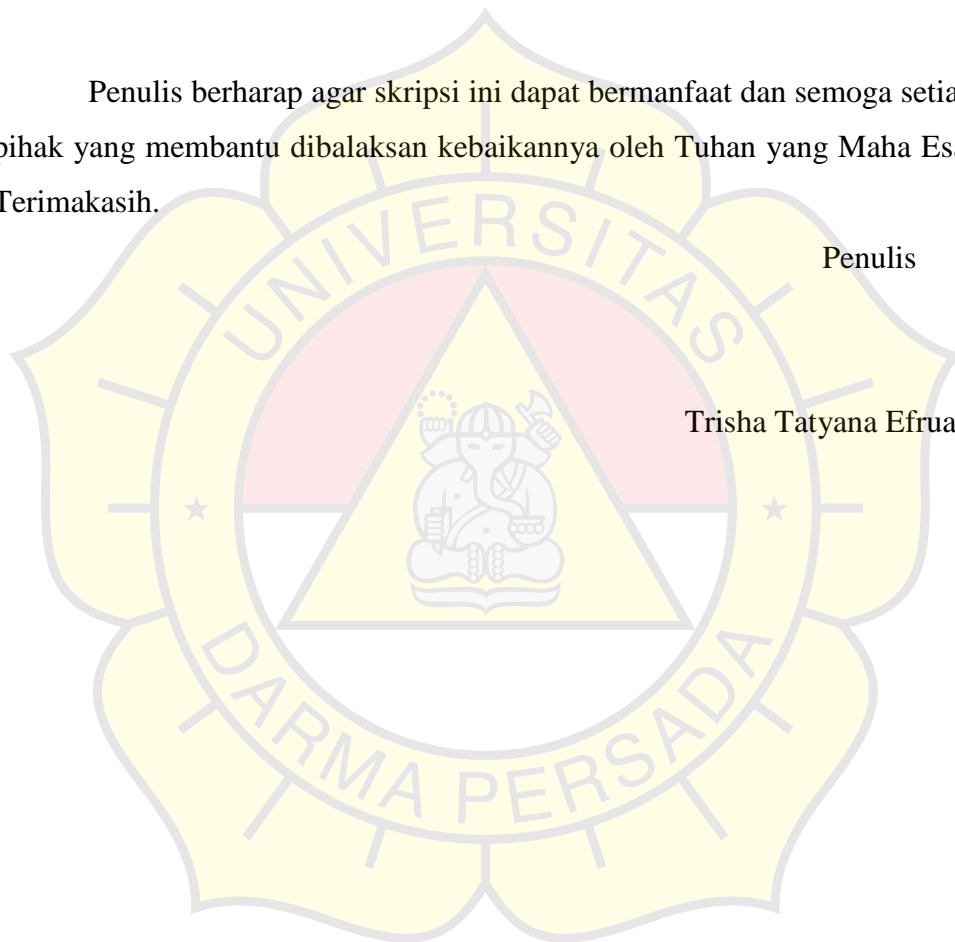 Penulis berharap agar skripsi ini dapat bermanfaat dan semoga setia
pihak yang membantu dibalaksan kebaikannya oleh Tuhan yang Maha Esa
Terimakasih.
Penulis
Trisha Tatyana Efrua
UNIVERSITAS
DARMA PERSADA